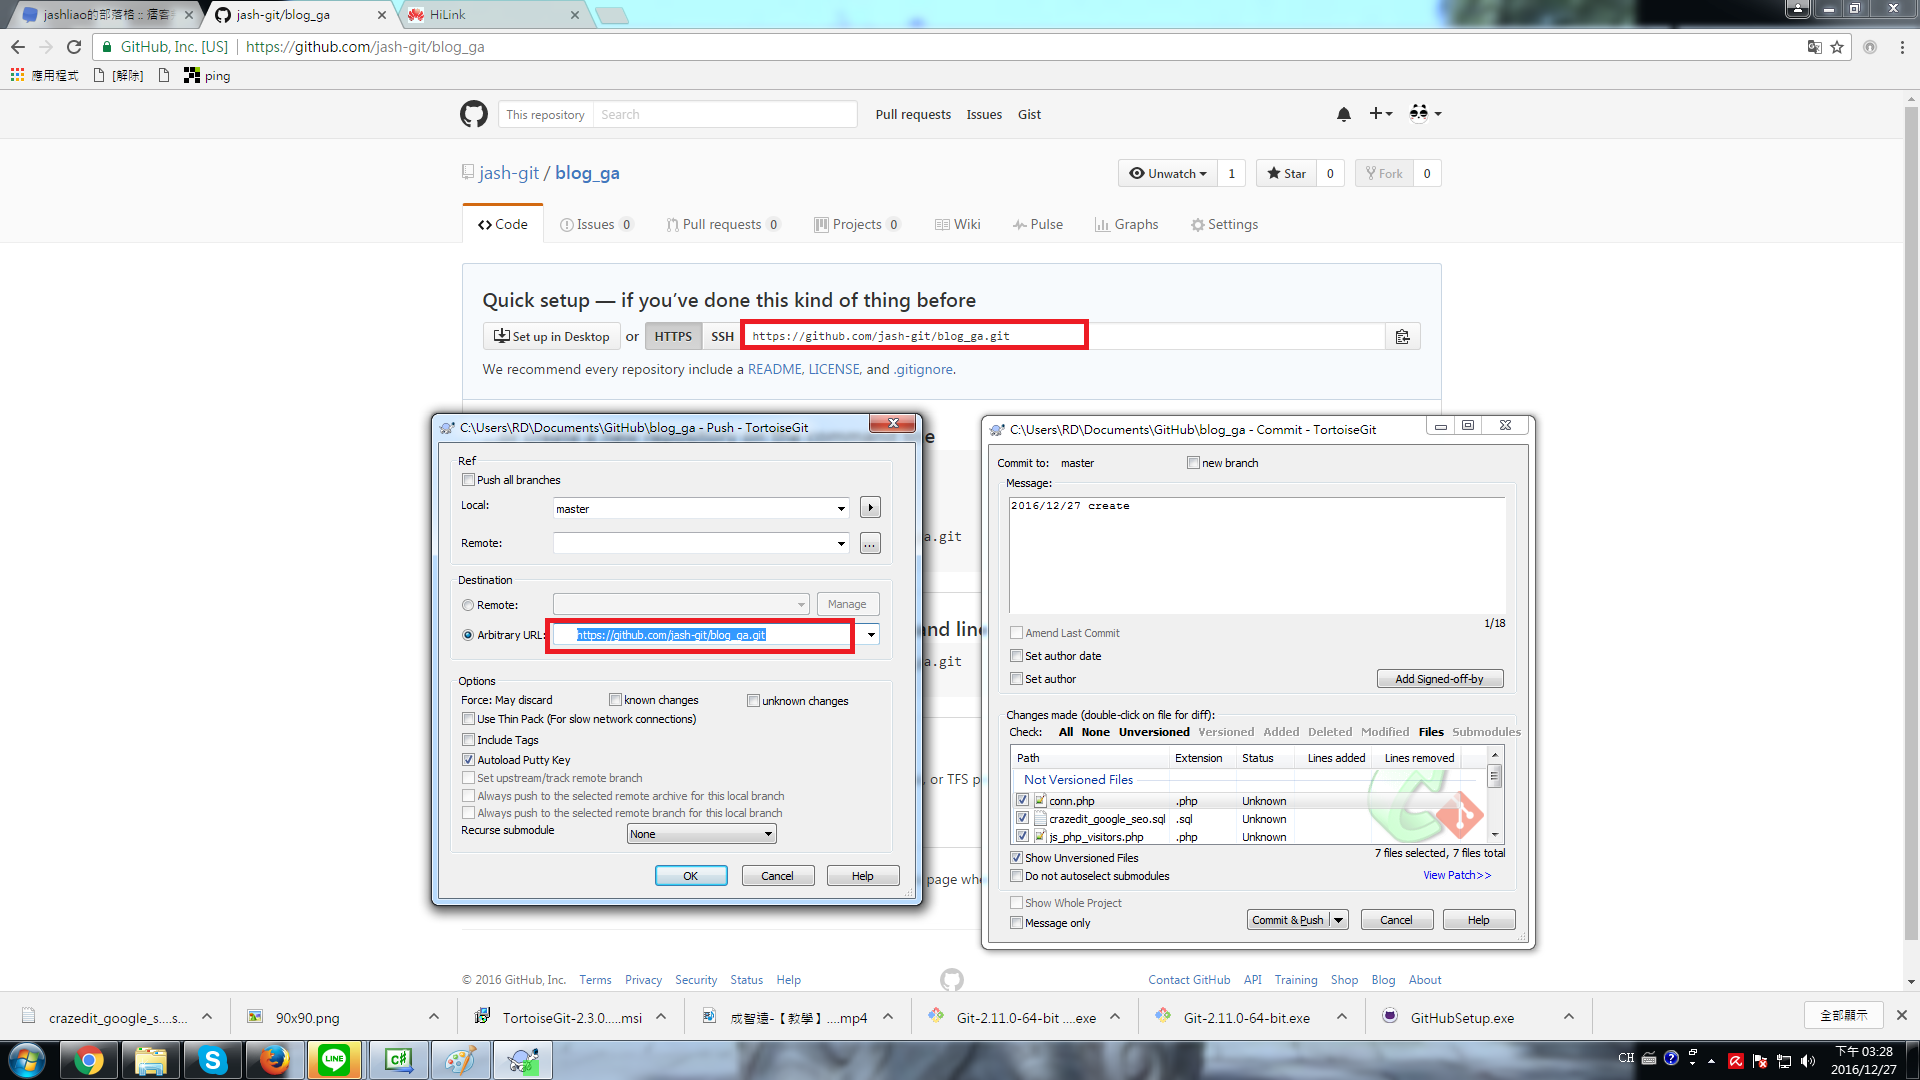 jashliao的部落格 :: 痞客
jash-git/blog_ga
HiLink
GitHub, Inc. [US] | https://github.com/jash-git/blog_ga
應用程式 [解除] ping
This repository Search Pull requests Issues Gist
jash-git / blog_ga
Unwatch 1 Star 0 Fork 0
Code Issues 0 Pull requests 0 Projects 0 Wiki Pulse Graphs Settings
Quick setup — if you've done this kind of thing before
Set up in Desktop or HTTPS SSH https://github.com/jash-git/blog_ga.git
We recommend every repository include a README, LICENSE, and .gitignore.
C:\Users\RD\Documents\GitHub\blog_ga - Push - TortoiseGit
Ref
Push all branches
Local: master
Remote: ...
Destination
Remote: Manage
Arbitrary URL: https://github.com/jash-git/blog_ga.git
Options
Force: May discard known changes unknown changes
Use Thin Pack (For slow network connections)
Include Tags
Autoload Putty Key
Set upstream/track remote branch
Always push to the selected remote archive for this local branch
Always push to the selected remote branch for this local branch
Recurse submodule None
OK Cancel Help
a.git
and lin
a.git
, or TFS p
page wh
C:\Users\RD\Documents\GitHub\blog_ga - Commit - TortoiseGit
Commit to: master new branch
Message:
2016/12/27 create
1/18
Amend Last Commit
Set author date
Set author Add Signed-off-by
Changes made (double-click on file for diff):
Check: All None Unversioned Versioned Added Deleted Modified Files Submodules
Path Extension Status Lines added Lines removed
Not Versioned Files
conn.php .php Unknown
crazedit_google_seo.sql .sql Unknown
js_php_visitors.php .php Unknown
Show Unversioned Files 7 files selected, 7 files total
Do not autoselect submodules View Patch>>
Show Whole Project
Message only Commit & Push Cancel Help
© 2016 GitHub, Inc. Terms Privacy Security Status Help Contact GitHub API Training Shop Blog About
crazedit_google_s....s... 90x90.png TortoiseGit-2.3.0.....msi 成智遠-【教學】....mp4 Git-2.11.0-64-bit ....exe Git-2.11.0-64-bit.exe GitHubSetup.exe 全部顯示
LINE
C#
CH
下午 03:28
2016/12/27